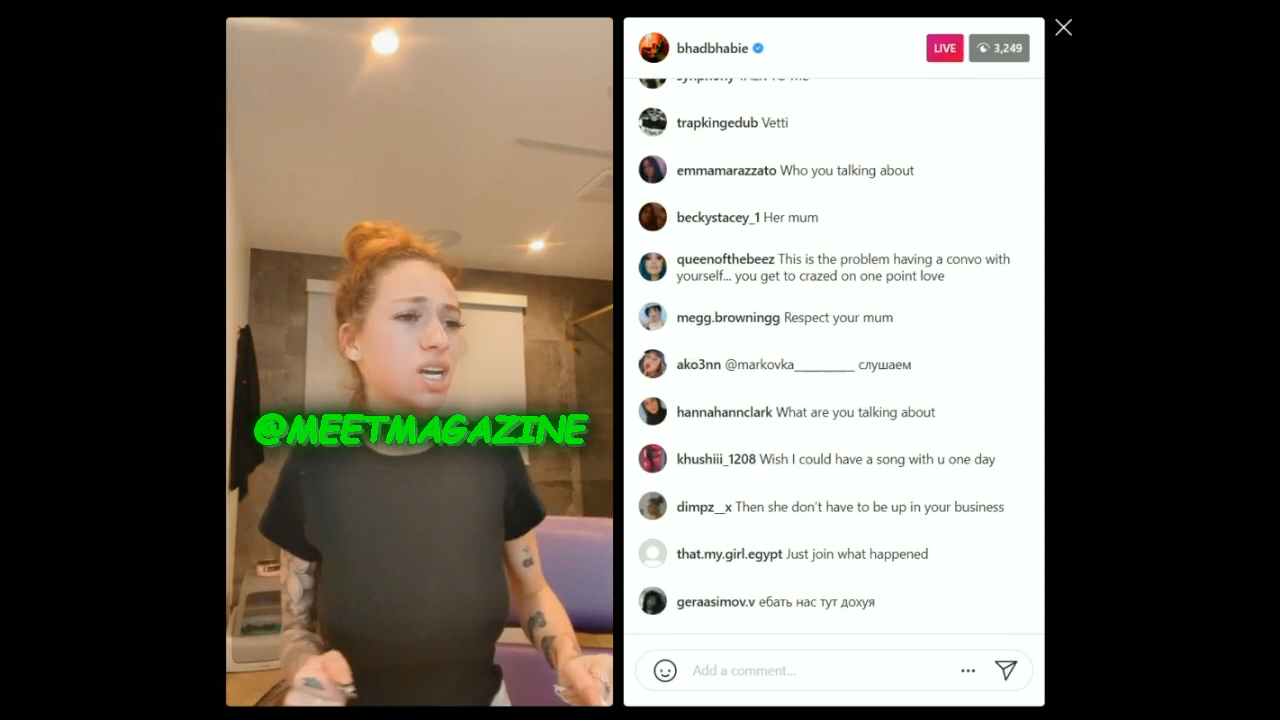 bhadbhabie
LIVE
3,249
trapkingedub Vetti
emmamarazzato Who you talking about
beckystacey_1 Her mum
queenofthebeez This is the problem having a convo with
yourself... you get to crazed on one point love
megg.browningg Respect your mum
ako3nn @markovka__________ слушаем
hannahannclark What are you talking about
khushiii_1208 Wish I could have a song with u one day
dimpz__x Then she don't have to be up in your business
that.my.girl.egypt Just join what happened
geraasimov.v ебать нас тут дохуя
Add a comment...
@MEETMAGAZINE